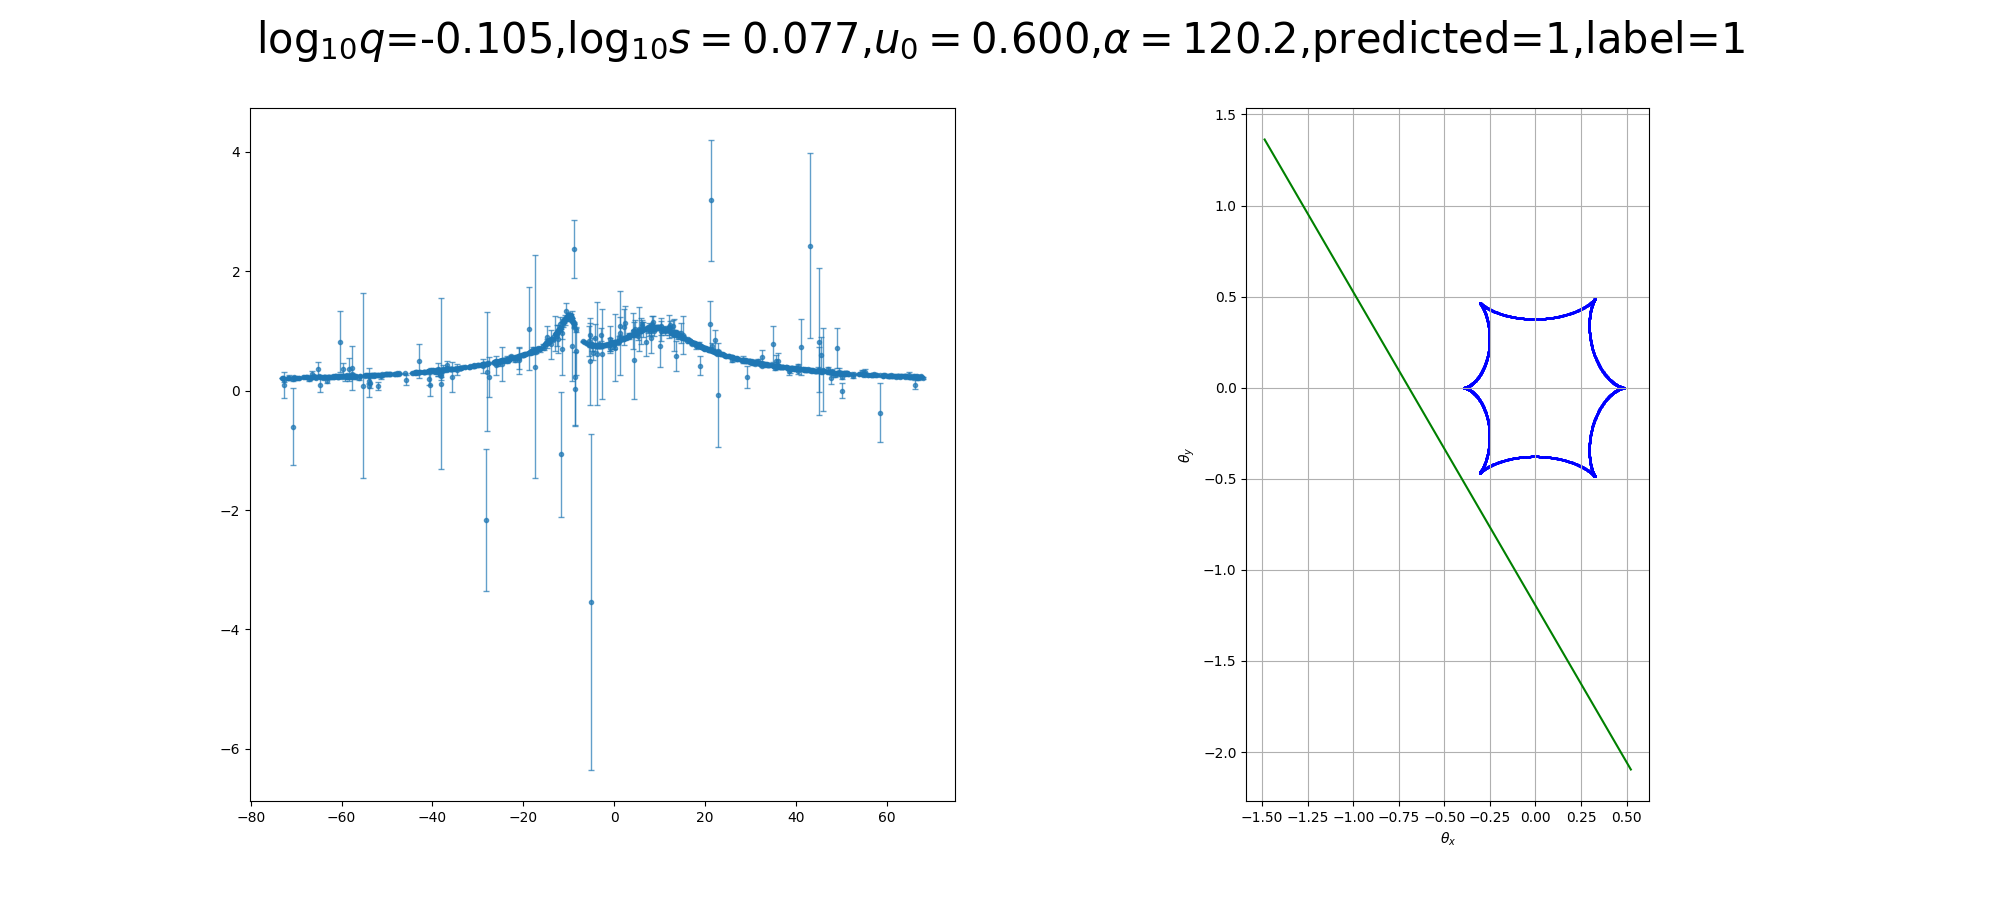 log₁₀q=-0.105,log₁₀s = 0.077,u₀ = 0.600,α = 120.2,predicted=1,label=1
4
2
0
−2
−4
−6
−80 −60 −40 −20 0 20 40 60
1.5
1.0
0.5
0.0
−0.5
−1.0
−1.5
−2.0
θy
−1.50 −1.25 −1.00 −0.75 −0.50 −0.25 0.00 0.25 0.50
θx